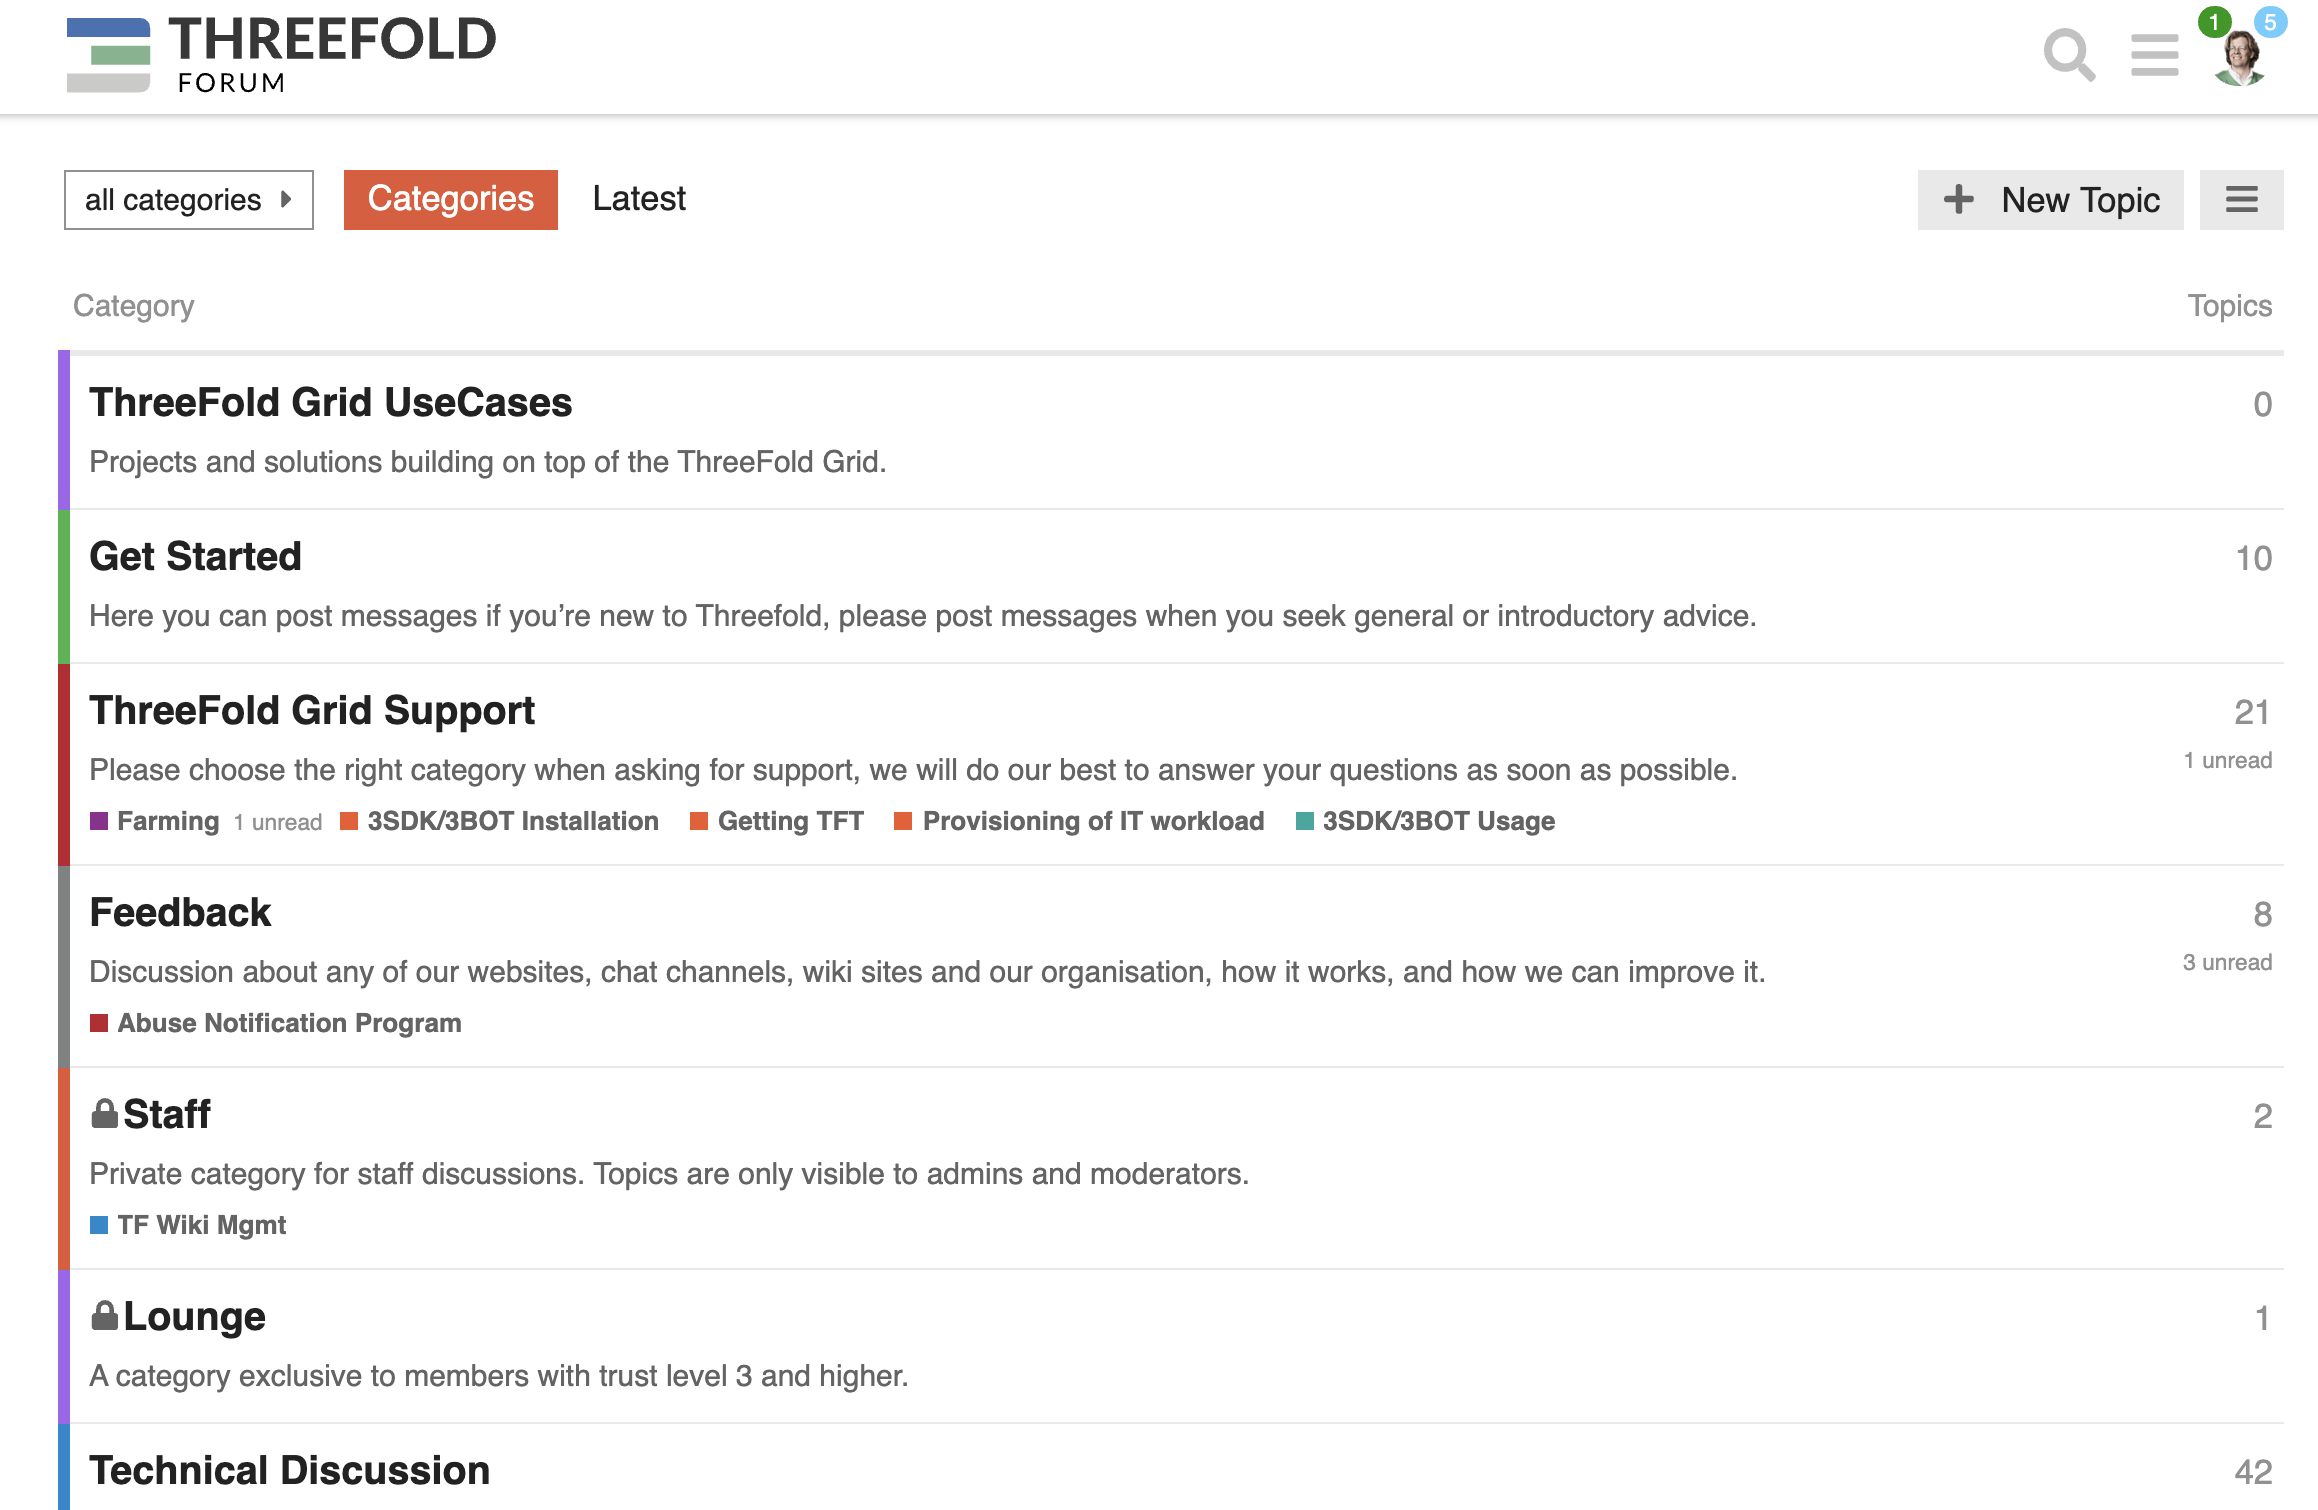 THREEFOLD
FORUM
1
5
all categories
Categories
Latest
New Topic
Category
Topics
ThreeFold Grid UseCases
0
Projects and solutions building on top of the ThreeFold Grid.
Get Started
10
Here you can post messages if you’re new to Threefold, please post messages when you seek general or introductory advice.
ThreeFold Grid Support
21
Please choose the right category when asking for support, we will do our best to answer your questions as soon as possible.
1 unread
Farming 1 unread 3SDK/3BOT Installation Getting TFT Provisioning of IT workload 3SDK/3BOT Usage
Feedback
8
Discussion about any of our websites, chat channels, wiki sites and our organisation, how it works, and how we can improve it.
3 unread
Abuse Notification Program
Staff
2
Private category for staff discussions. Topics are only visible to admins and moderators.
TF Wiki Mgmt
Lounge
1
A category exclusive to members with trust level 3 and higher.
Technical Discussion
42